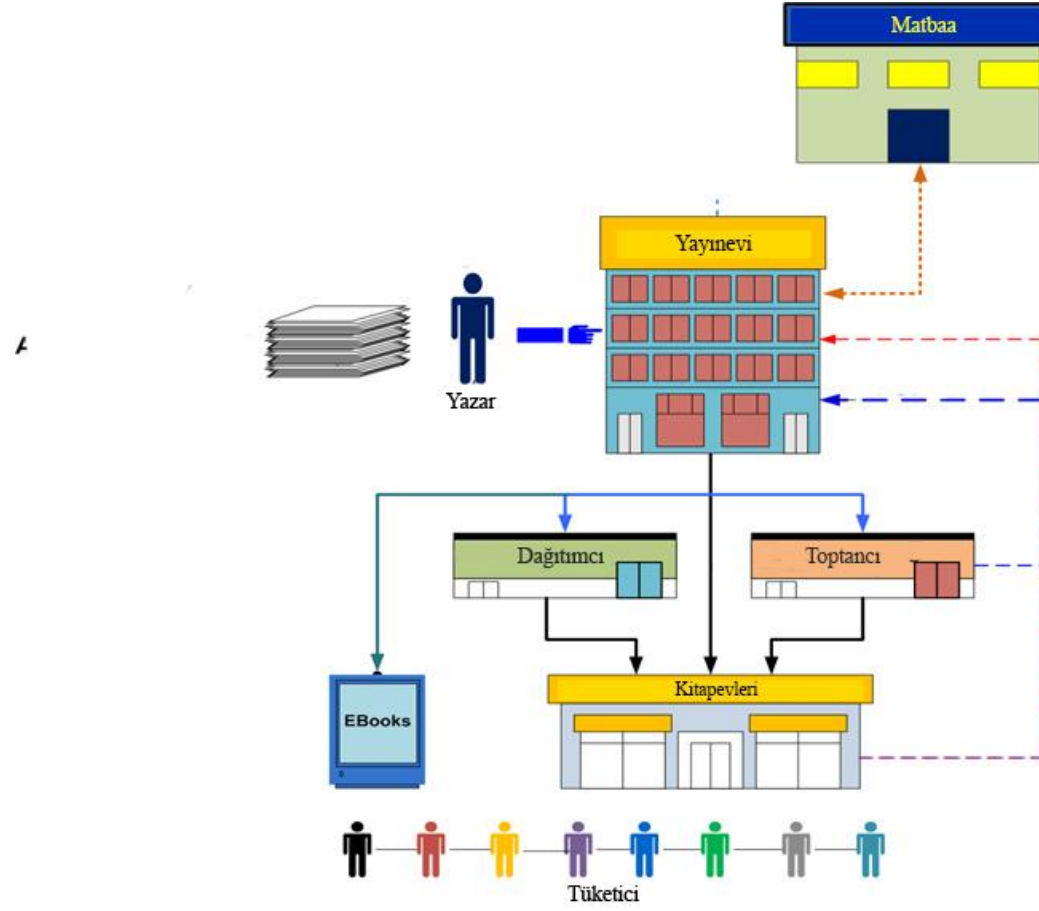 Matbaa
Yayınevi
Yazar
Dağıtımcı
Toptancı
Kitapevleri
EBooks
Tüketici